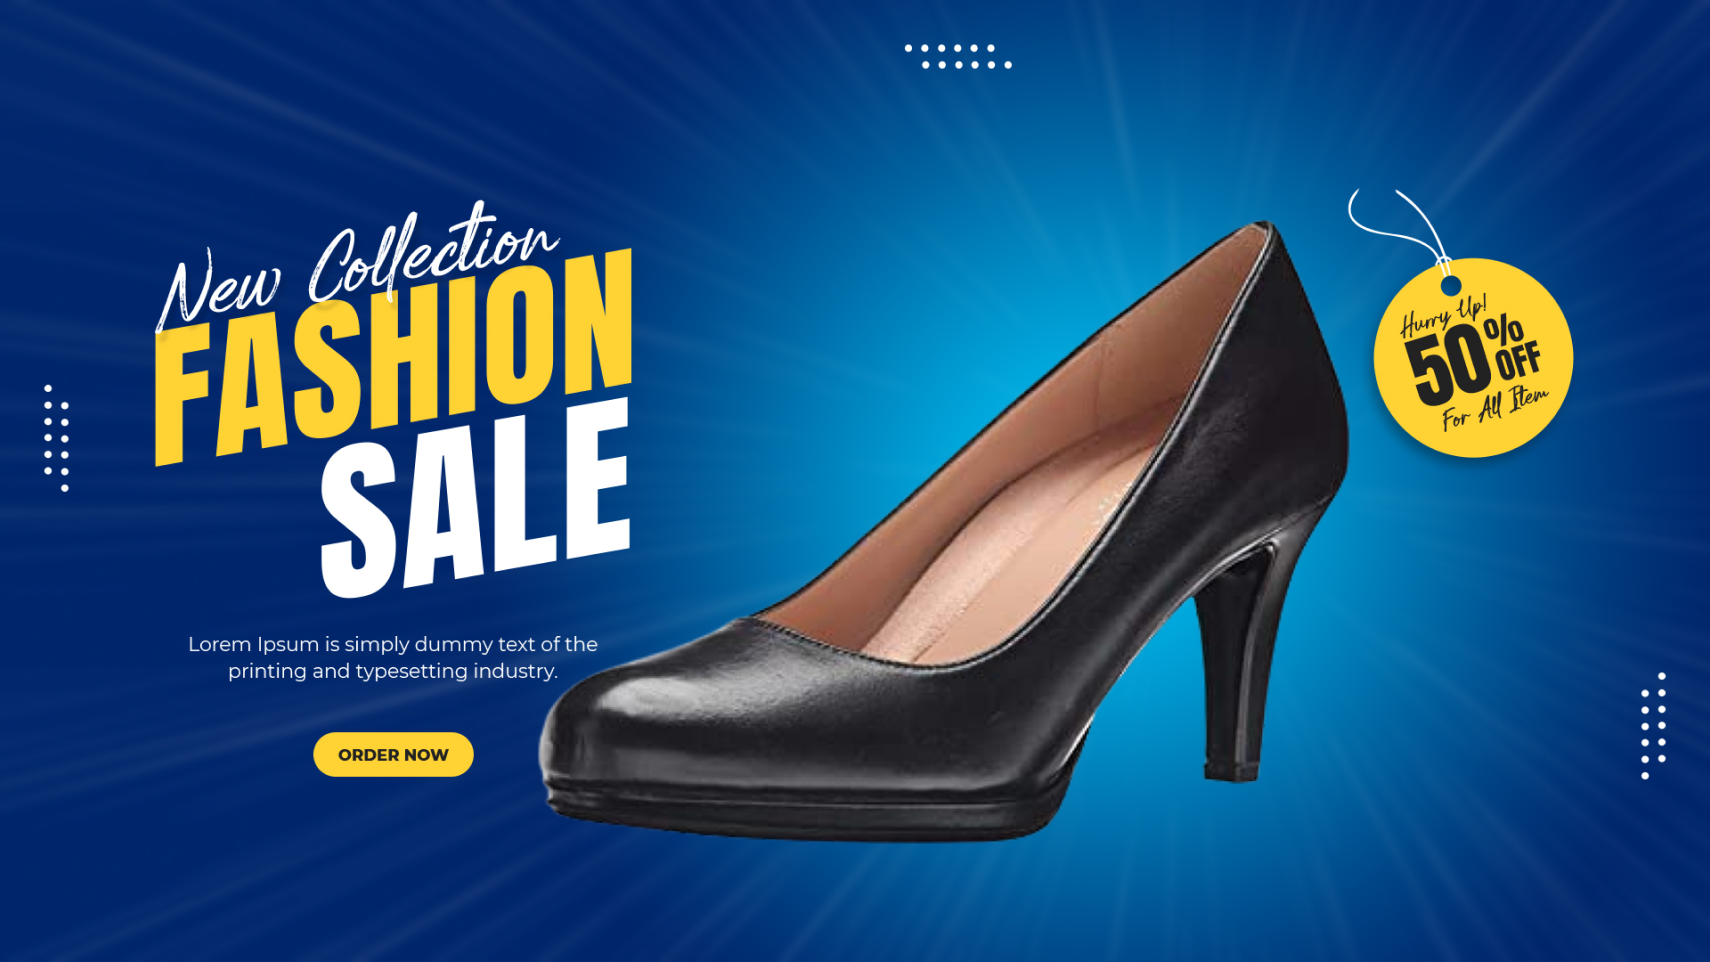 New Collection
FASHION
SALE
Lorem Ipsum is simply dummy text of the
printing and typesetting industry.
ORDER NOW
Hurry Up!
50% OFF
For All Item